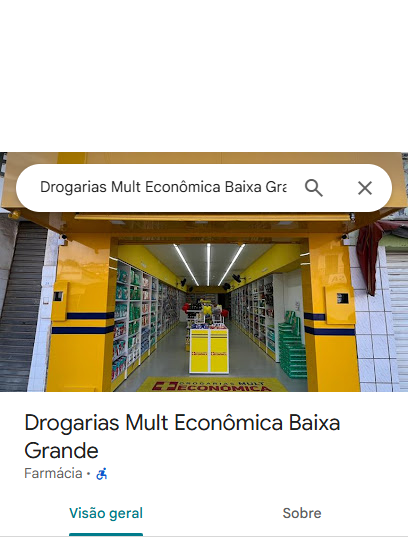 Drogarias Mult Econômica Baixa Gra
DROGARIAS MULT
ECONÔMICA
Drogarias Mult Econômica Baixa
Grande
Farmácia ·
Visão geral
Sobre